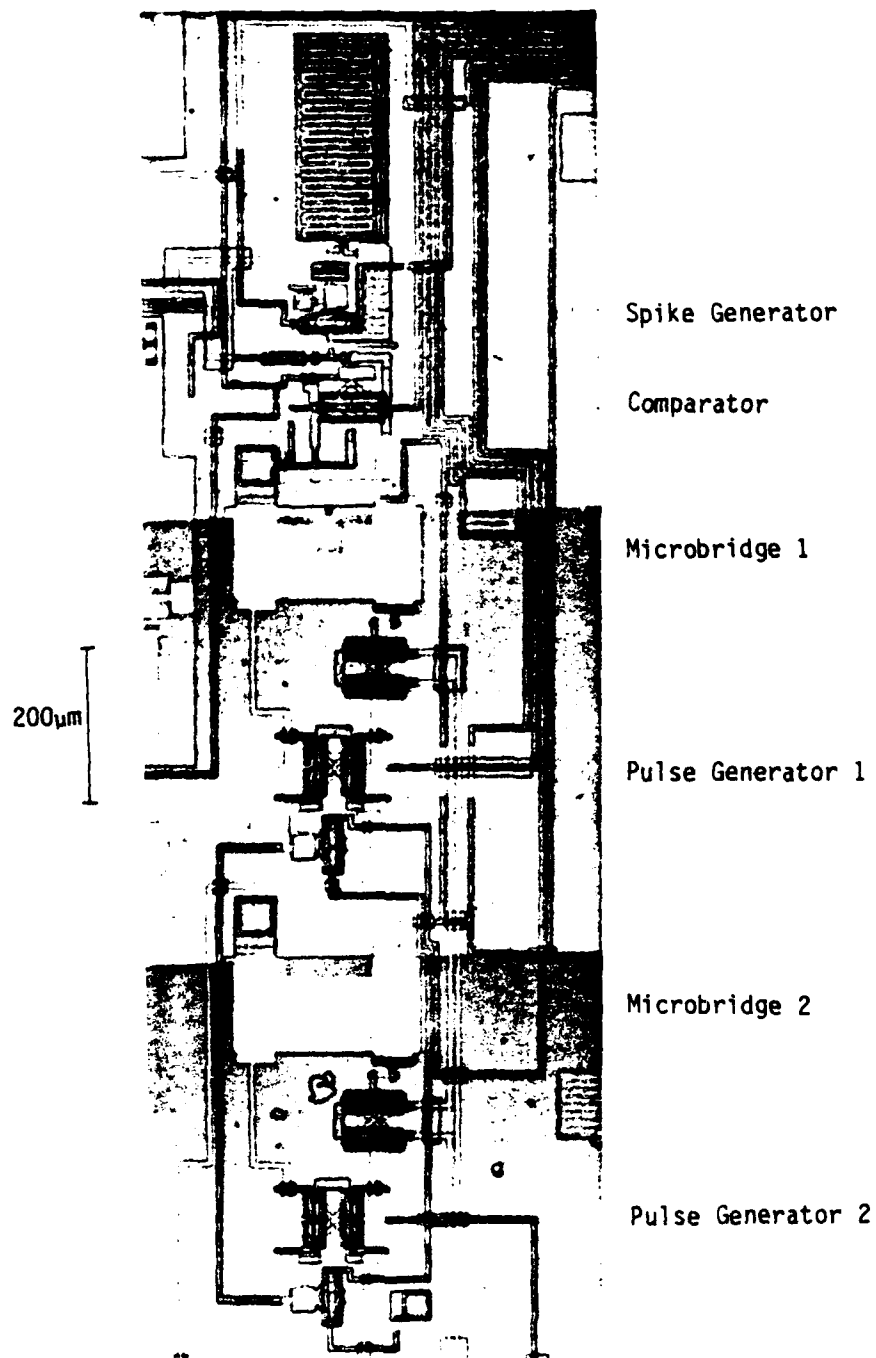 Spike Generator
Comparator
Microbridge 1
200µm
Pulse Generator 1
Microbridge 2
Pulse Generator 2